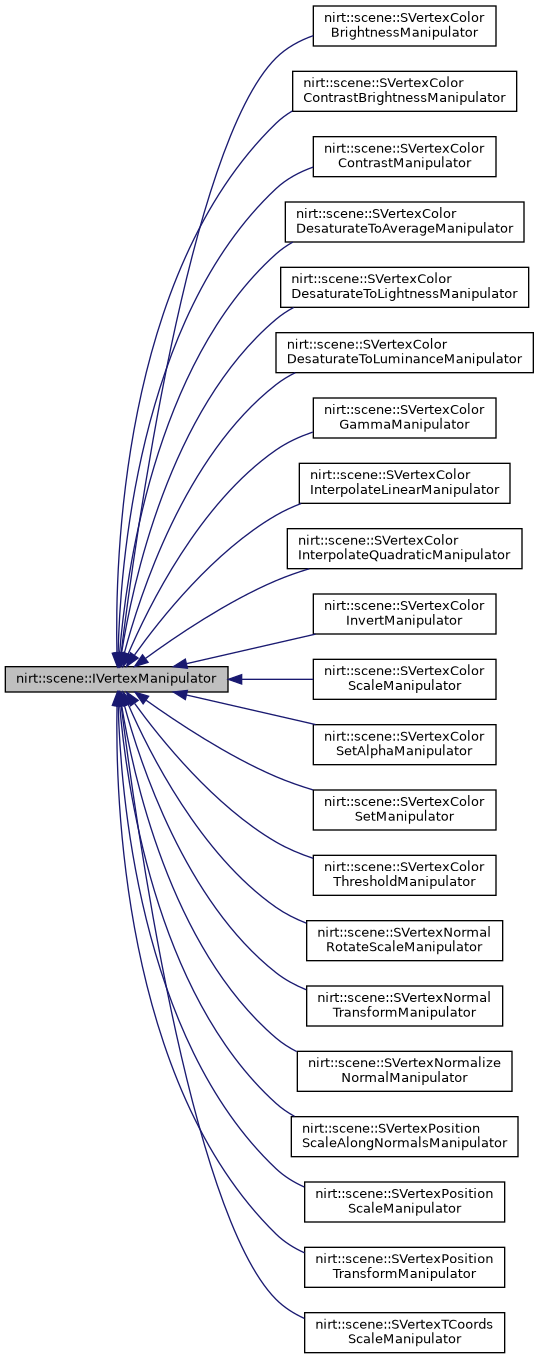 nirt::scene::SVertexColor
BrightnessManipulator
nirt::scene::SVertexColor
ContrastBrightnessManipulator
nirt::scene::SVertexColor
ContrastManipulator
nirt::scene::SVertexColor
DesaturateToAverageManipulator
nirt::scene::SVertexColor
DesaturateToLightnessManipulator
nirt::scene::SVertexColor
DesaturateToLuminanceManipulator
nirt::scene::SVertexColor
GammaManipulator
nirt::scene::SVertexColor
InterpolateLinearManipulator
nirt::scene::SVertexColor
InterpolateQuadraticManipulator
nirt::scene::SVertexColor
InvertManipulator
nirt::scene::IVertexManipulator
nirt::scene::SVertexColor
ScaleManipulator
nirt::scene::SVertexColor
SetAlphaManipulator
nirt::scene::SVertexColor
SetManipulator
nirt::scene::SVertexColor
ThresholdManipulator
nirt::scene::SVertexNormal
RotateScaleManipulator
nirt::scene::SVertexNormal
TransformManipulator
nirt::scene::SVertexNormalize
NormalManipulator
nirt::scene::SVertexPosition
ScaleAlongNormalsManipulator
nirt::scene::SVertexPosition
ScaleManipulator
nirt::scene::SVertexPosition
TransformManipulator
nirt::scene::SVertexTCoords
ScaleManipulator